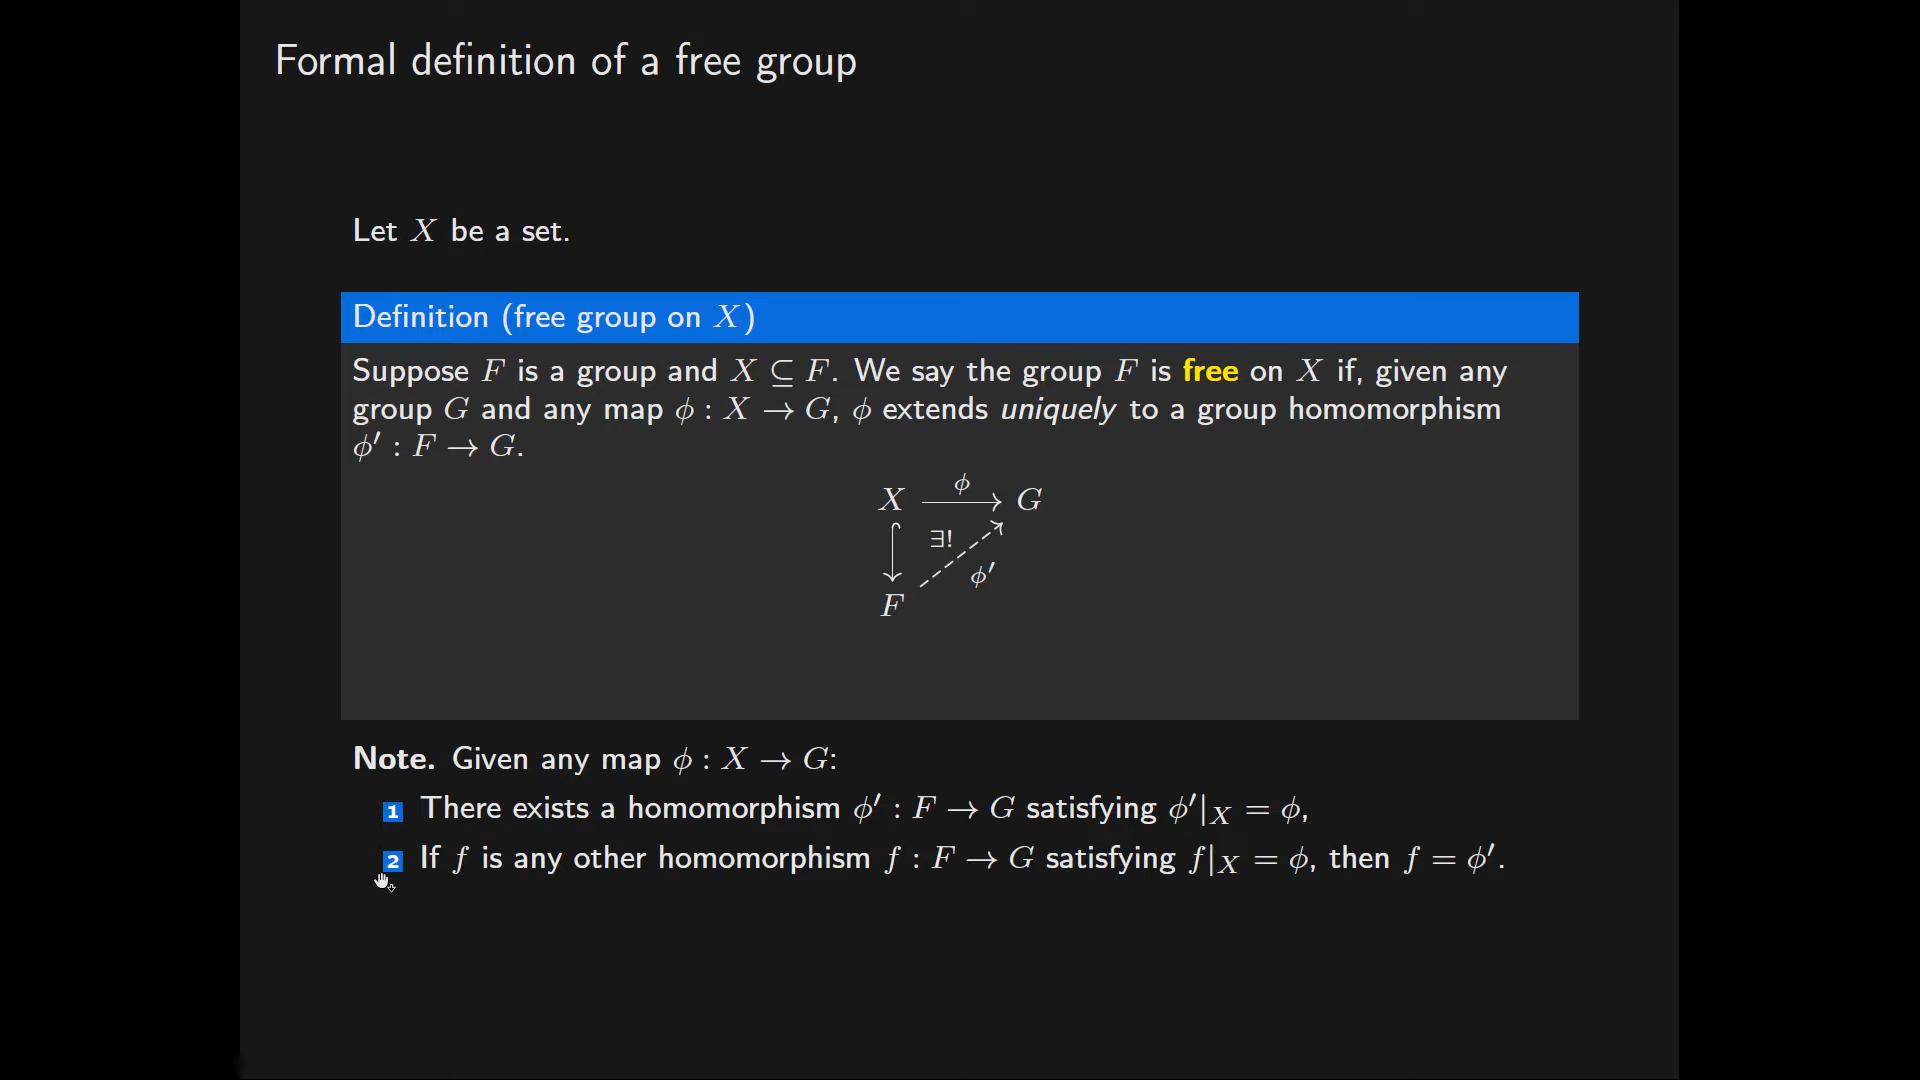 Formal definition of a free group
Let X be a set.
Definition (free group on X)
Suppose F is a group and X ⊆ F. We say the group F is free on X if, given any
group G and any map ϕ : X → G, ϕ extends uniquely to a group homomorphism
ϕ′ : F → G.
ϕ
X → G
∃!
ϕ′
F
Note. Given any map ϕ : X → G:
1 There exists a homomorphism ϕ′ : F → G satisfying ϕ′|X = ϕ,
2 If f is any other homomorphism f : F → G satisfying f|X = ϕ, then f = ϕ′.